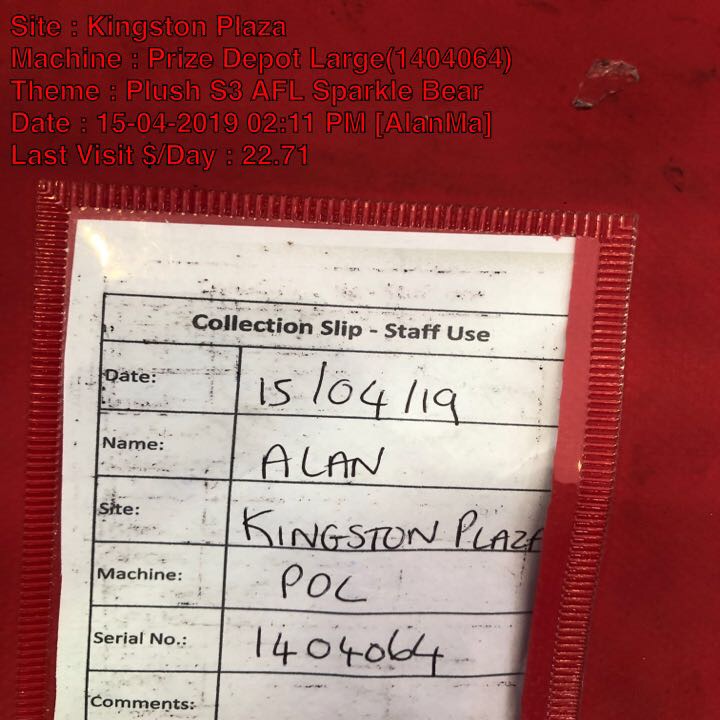 Site : Kingston Plaza
Machine : Prize Depot Large(1404064)
Theme : Plush S3 AFL Sparkle Bear
Date : 15-04-2019 02:11 PM [AlanMa]
Last Visit $/Day : 22.71
Collection Slip - Staff Use
Date: 15/04/19
Name: ALAN
Site: KINGSTON PLAZA
Machine: PDL
Serial No.: 1404064
Comments: